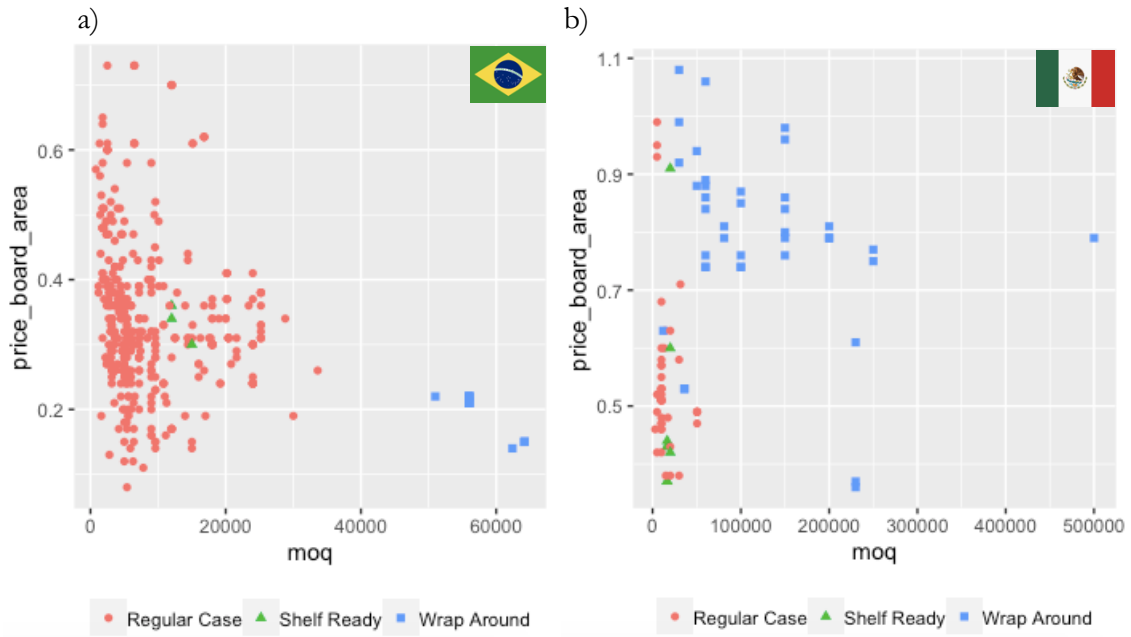 a)
b)
price_board_area
0.6
0.4
0.2
0
20000
40000
60000
moq
Regular Case
Shelf Ready
Wrap Around
price_board_area
1.1
0.9
0.7
0.5
0
100000
200000
300000
400000
500000
moq
Regular Case
Shelf Ready
Wrap Around